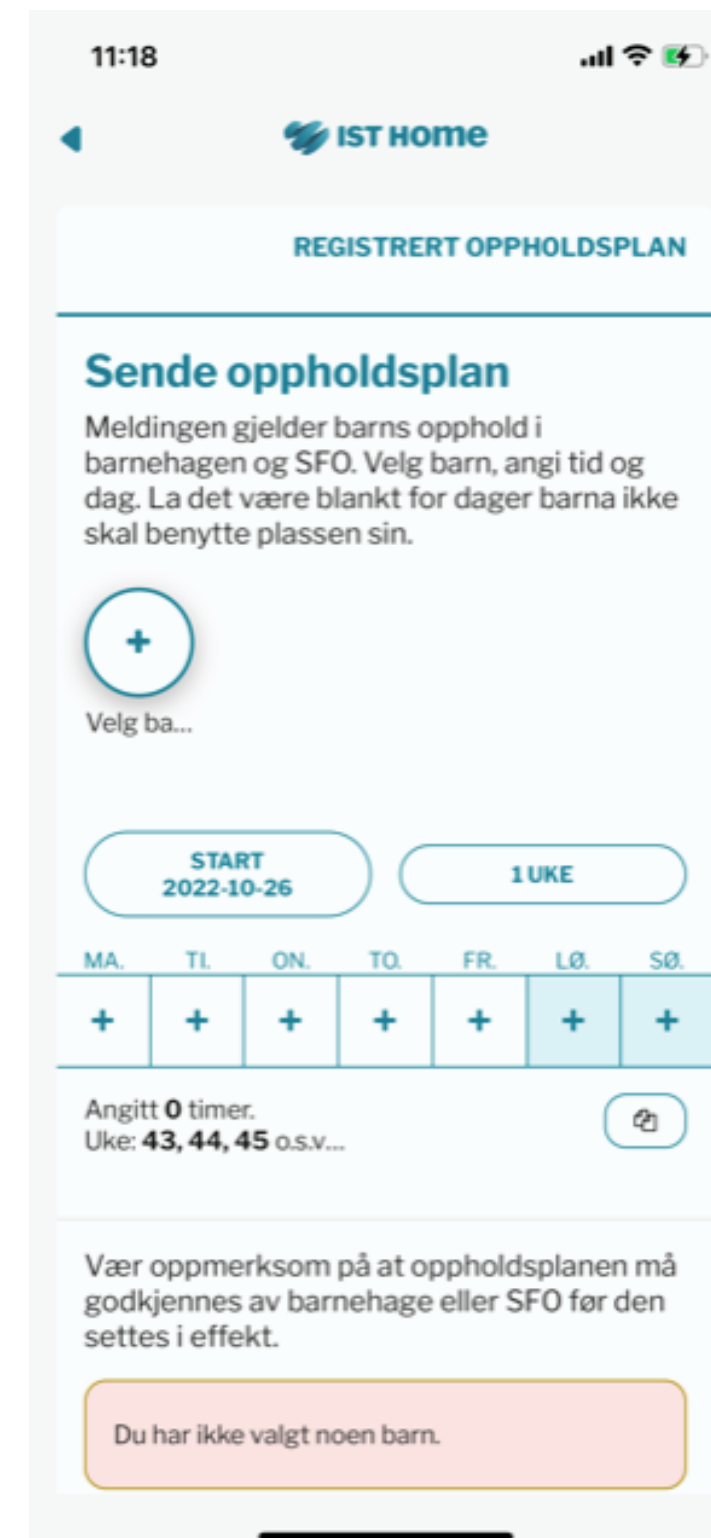 11:18
IST Home
REGISTRERT OPPHOLDSPLAN
Sende oppholdsplan
Meldingen gjelder barns opphold i
barnehagen og SFO. Velg barn, angi tid og
dag. La det være blankt for dager barna ikke
skal benytte plassen sin.
+
Velg ba...
START
2022-10-26
1 UKE
MA. TI. ON. TO. FR. LØ. SØ.
+ + + + + + +
Angitt 0 timer.
Uke: 43, 44, 45 o.s.v...
Vær oppmerksom på at oppholdsplanen må
godkjennes av barnehage eller SFO før den
settes i effekt.
Du har ikke valgt noen barn.